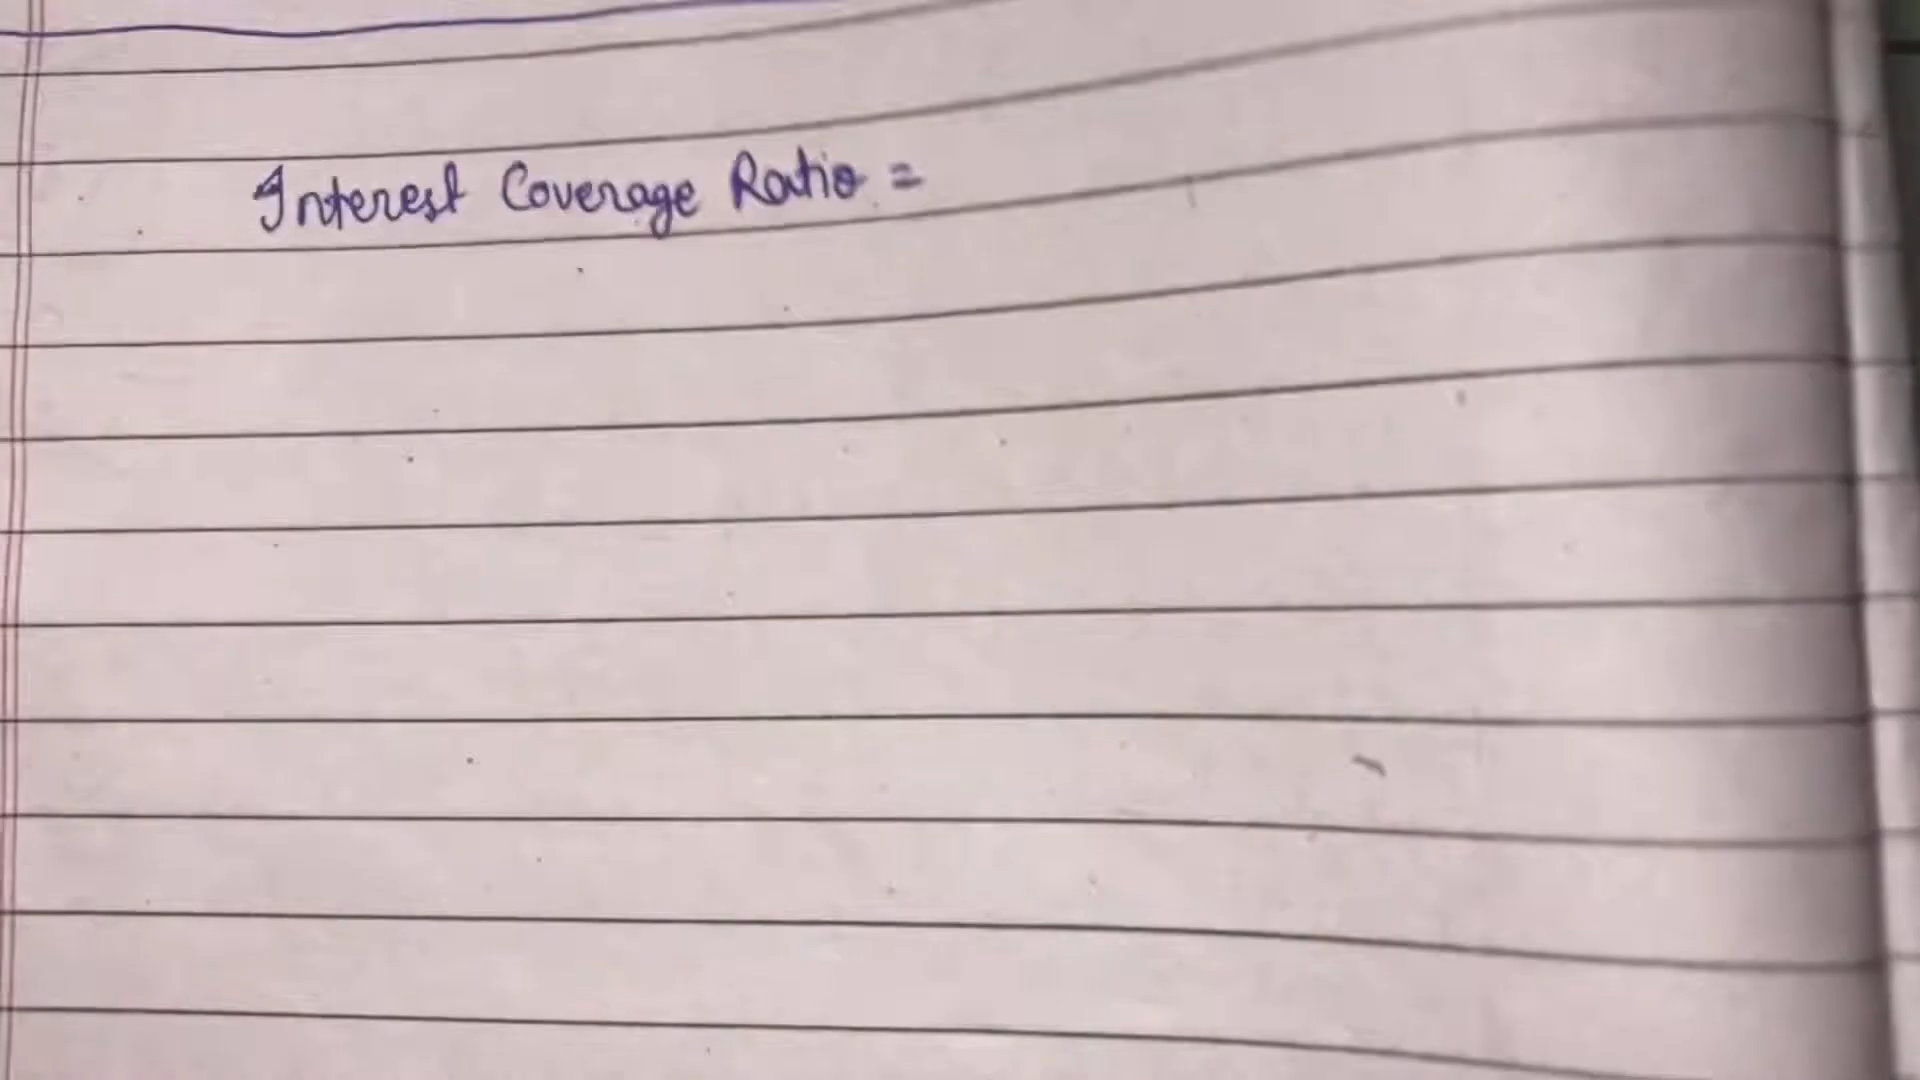 Interest Coverage Ratio =